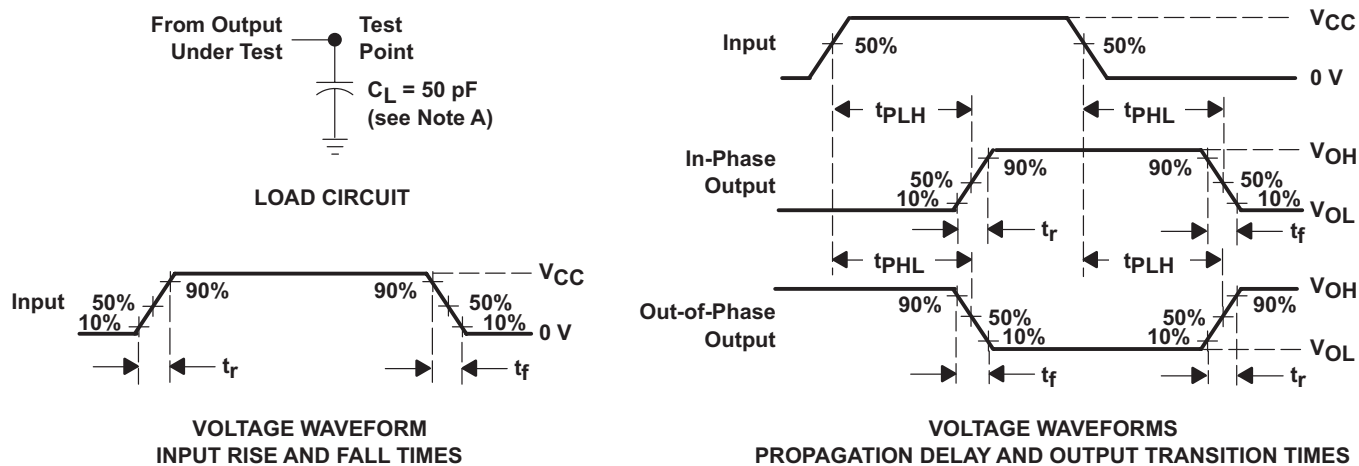 From Output
Under Test
Test
Point
CL = 50 pF
(see Note A)
LOAD CIRCUIT
Input
50%
10%
90%
90%
50%
10%
VCC
0 V
tr
tf
VOLTAGE WAVEFORM
INPUT RISE AND FALL TIMES
Input
50%
50%
VCC
0 V
tPLH
tPHL
In-Phase
Output
50%
10%
90%
90%
50%
10%
VOH
VOL
tr
tf
tPHL
tPLH
Out-of-Phase
Output
90%
50%
10%
50%
10%
90%
VOH
VOL
tf
tr
VOLTAGE WAVEFORMS
PROPAGATION DELAY AND OUTPUT TRANSITION TIMES